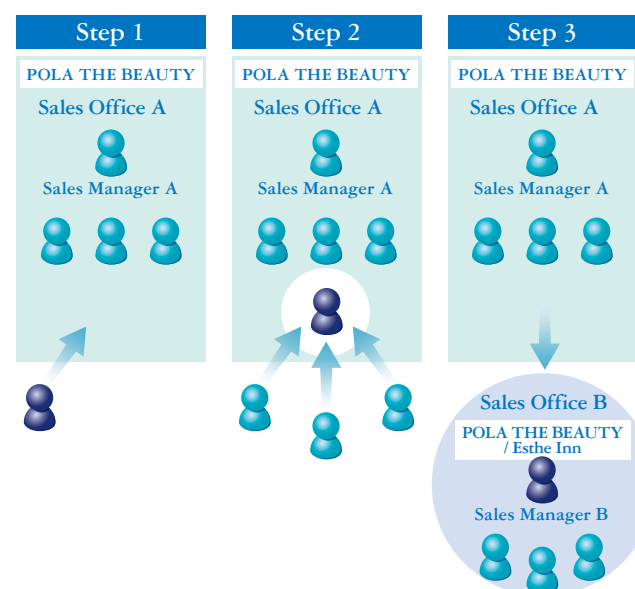 Step 1
POLA THE BEAUTY
Sales Office A
Sales Manager A
Step 2
POLA THE BEAUTY
Sales Office A
Sales Manager A
Step 3
POLA THE BEAUTY
Sales Office A
Sales Manager A
Sales Office B
POLA THE BEAUTY
/ Esthe Inn
Sales Manager B